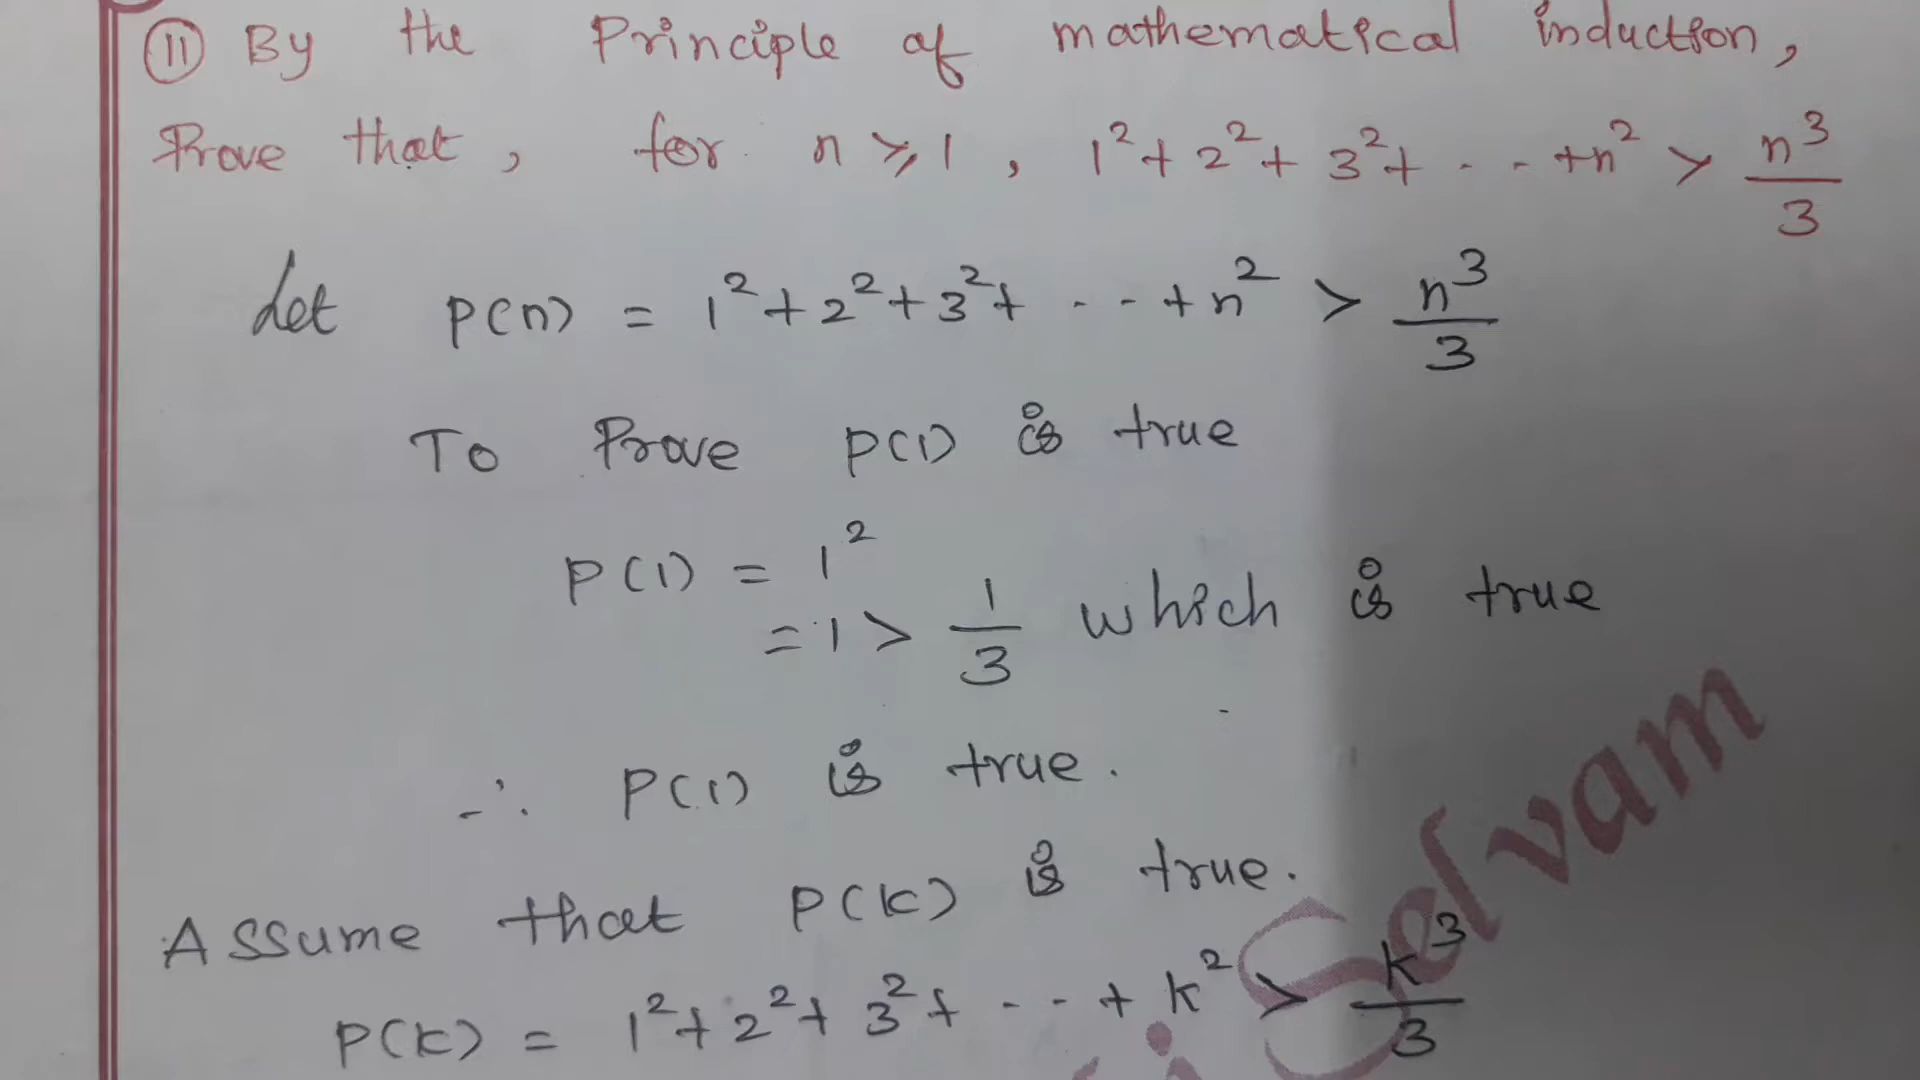 ⑪ By the Principle of mathematical induction,
Prove that, for n ⩾ 1, 1² + 2² + 3² + - - + n² > n³/3
Let P(n) = 1² + 2² + 3² + - - + n² > n³/3
To Prove P(1) is true
P(1) = 1²
= 1 > 1/3 which is true
∴ P(1) is true.
Assume that P(k) is true.
P(k) = 1² + 2² + 3² + - - + k² > k³/3
Selvam